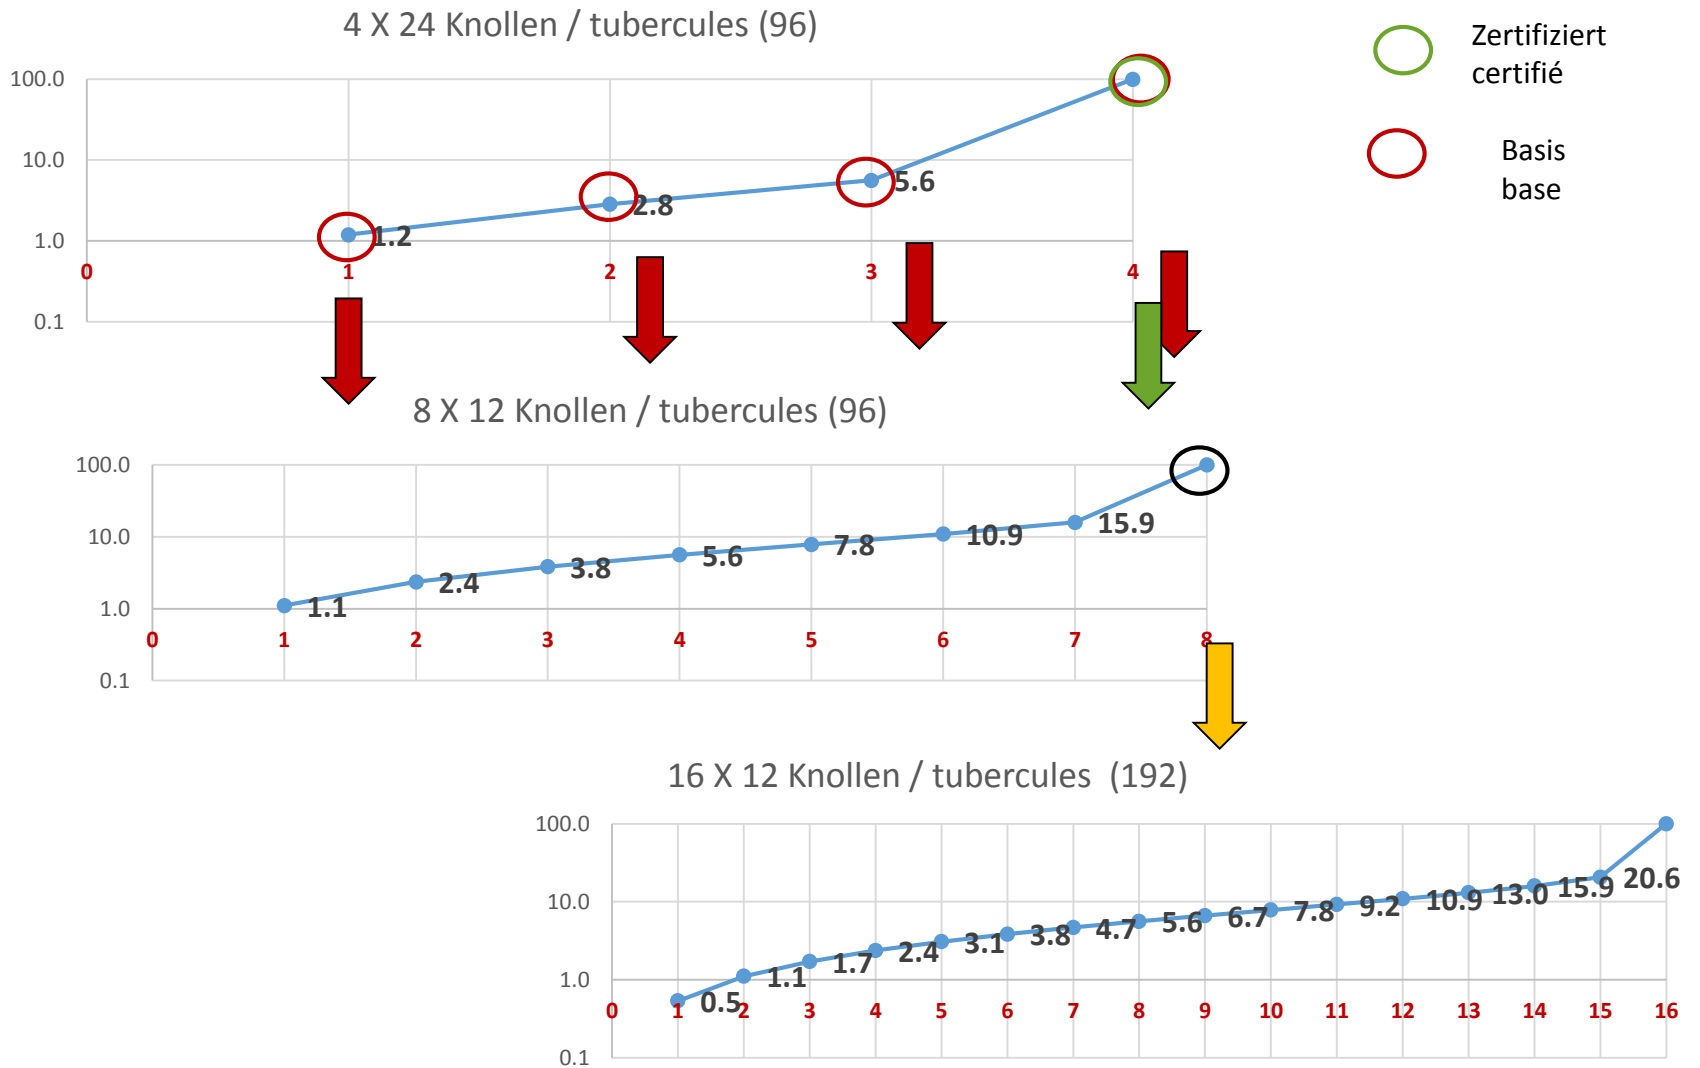 4 X 24 Knollen / tubercules (96)
Zertifiziert
certifié
Basis
base
100.0
10.0
1.0
0.1
1.2
2.8
5.6
0 1 2 3 4
8 X 12 Knollen / tubercules (96)
100.0
10.0
1.0
0.1
1.1 2.4 3.8 5.6 7.8 10.9 15.9
0 1 2 3 4 5 6 7 8
16 X 12 Knollen / tubercules (192)
100.0
10.0
1.0
0.1
0.5 1.1 1.7 2.4 3.1 3.8 4.7 5.6 6.7 7.8 9.2 10.9 13.0 15.9 20.6
0 1 2 3 4 5 6 7 8 9 10 11 12 13 14 15 16